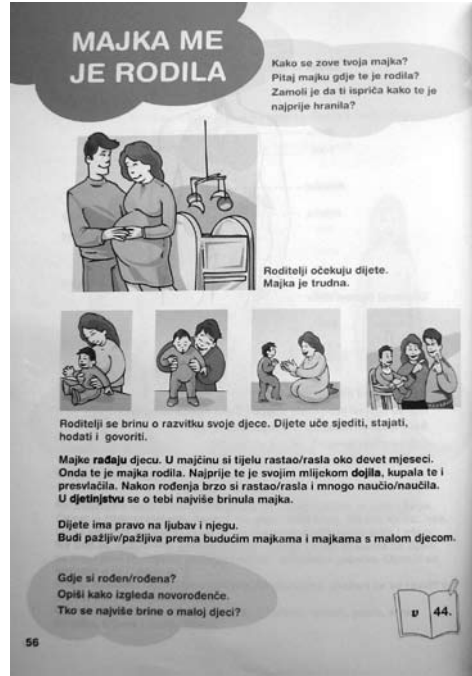 MAJKA ME
JE RODILA
Kako se zove tvoja majka?
Pitaj majku gdje te je rodila?
Zamoli je da ti ispriča kako te je
najprije hranila?
Roditelji očekuju dijete.
Majka je trudna.
Roditelji se brinu o razvitku svoje djece. Dijete uče sjediti, stajati,
hodati i govoriti.
Majke rađaju djecu. U majčinu si tijelu rastao/rasla oko devet mjeseci.
Onda te je majka rodila. Najprije te je svojim mlijekom dojila, kupala te i
presvlačila. Nakon rođenja brzo si rastao/rasla i mnogo naučio/naučila.
U djetinjstvu se o tebi najviše brinula majka.
Dijete ima pravo na ljubav i njegu.
Budi pažljiv/pažljiva prema budućim majkama i majkama s malom djecom.
Gdje si rođen/rođena?
Opiši kako izgleda novorođenče.
Tko se najviše brine o maloj djeci?
υ 44.
56